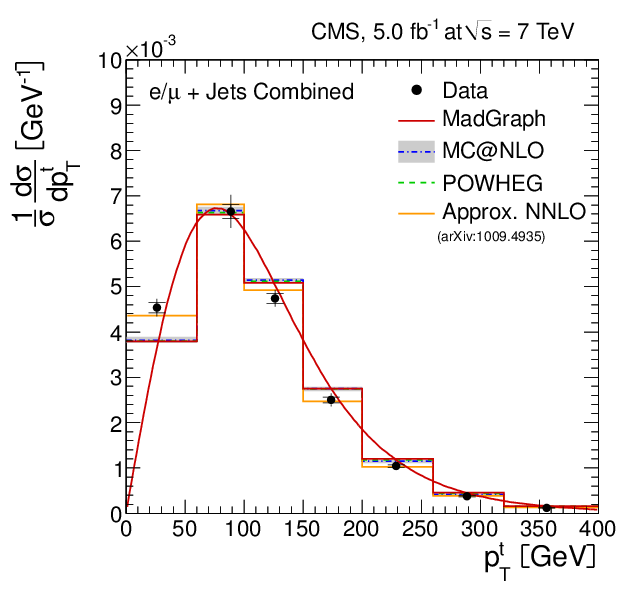 CMS, 5.0 fb⁻¹ at √s = 7 TeV
×10⁻³
1/σ dσ/dp_T^t [GeV⁻¹]
e/μ + Jets Combined
Data
MadGraph
MC@NLO
POWHEG
Approx. NNLO
(arXiv:1009.4935)
10
9
8
7
6
5
4
3
2
1
0
0 50 100 150 200 250 300 350 400
p_T^t [GeV]